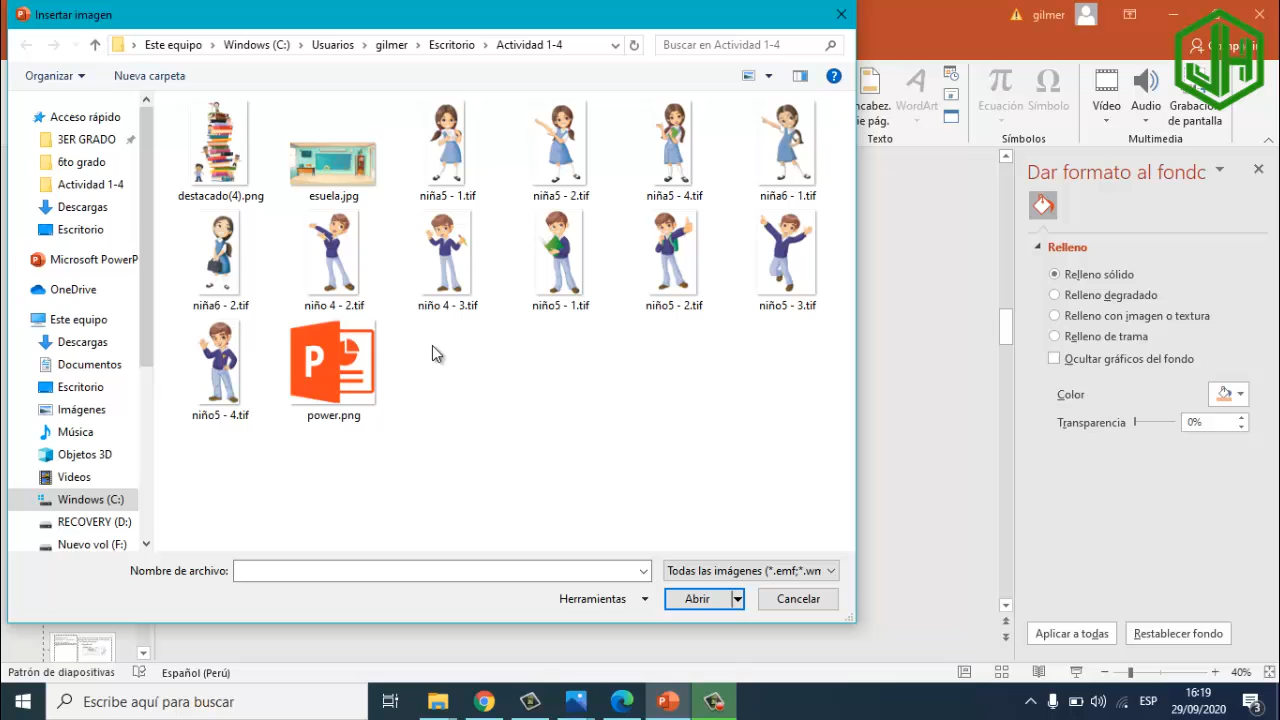 Insertar imagen
gilmer
Este equipo > Windows (C:) > Usuarios > gilmer > Escritorio > Actividad 1-4
Buscar en Actividad 1-4
JH
Organizar
Nueva carpeta
Acceso rápido
3ER GRADO
6to grado
Actividad 1-4
Descargas
Escritorio
Microsoft PowerP
OneDrive
Este equipo
Descargas
Documentos
Escritorio
Imágenes
Música
Objetos 3D
Videos
Windows (C:)
RECOVERY (D:)
Nuevo vol (F:)
destacado(4).png
esuela.jpg
niña5 - 1.tif
niña5 - 2.tif
niña5 - 4.tif
niña6 - 1.tif
niña6 - 2.tif
niño 4 - 2.tif
niño 4 - 3.tif
niño5 - 1.tif
niño5 - 2.tif
niño5 - 3.tif
niño5 - 4.tif
power.png
Nombre de archivo:
Todas las imágenes (*.emf;*.wn
Herramientas
Abrir
Cancelar
Encabez.
de pág.
WordArt
Ecuación
Símbolo
Vídeo
Audio
Grabación
de pantalla
Texto
Símbolos
Multimedia
Dar formato al fondo
Relleno
Relleno sólido
Relleno degradado
Relleno con imagen o textura
Relleno de trama
Ocultar gráficos del fondo
Color
Transparencia
0%
Aplicar a todas
Restablecer fondo
Patrón de diapositivas
Español (Perú)
40%
Escribe aquí para buscar
ESP
16:19
29/09/2020
3